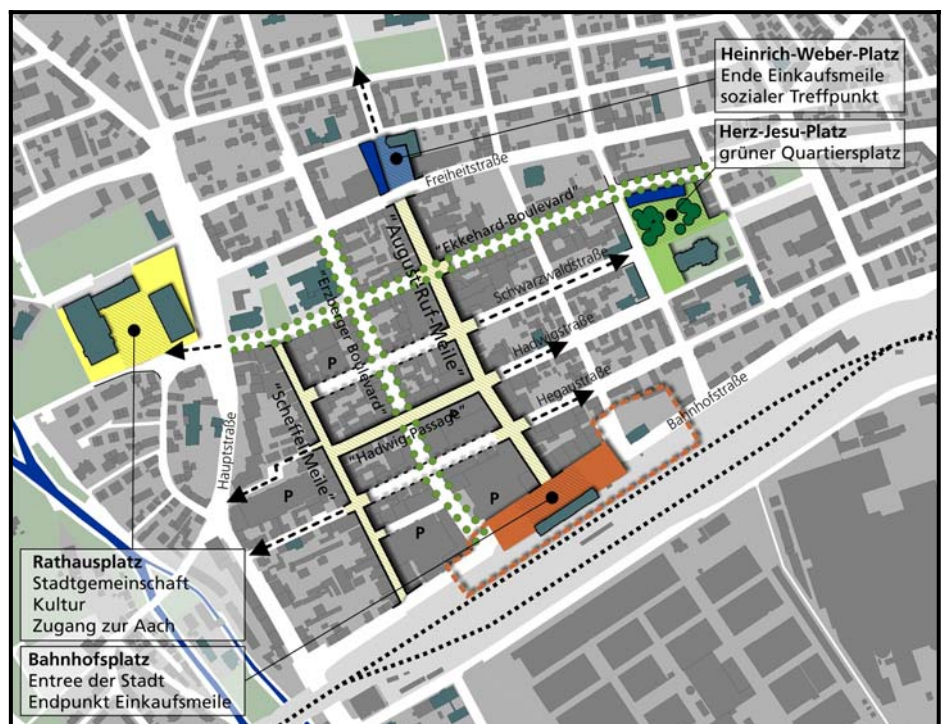 Heinrich-Weber-Platz
Ende Einkaufsmeile
sozialer Treffpunkt
Herz-Jesu-Platz
grüner Quartiersplatz
Freiheitstraße
"Ekkehard-Boulevard"
"August-Ruf-Meile"
"Erzberger Boulevard"
Schwarzwaldstraße
P
Hadwigstraße
"Scheffel-Meile"
Hegaustraße
P
"Hadwig-Passage"
Bahnhofstraße
Hauptstraße
P
P
P
Rathausplatz
Stadtgemeinschaft
Kultur
Zugang zur Aach
Bahnhofsplatz
Entree der Stadt
Endpunkt Einkaufsmeile